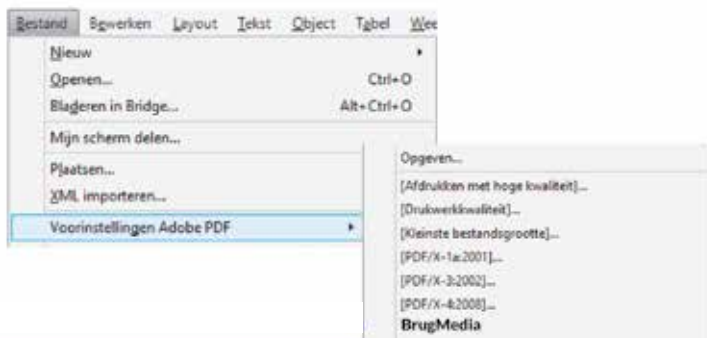 Bestand Bewerken Layout Tekst Object Tabel Wee
Nieuw
Openen... Ctrl+O
Bladeren in Bridge... Alt+Ctrl+O
Mijn scherm delen...
Plaatsen...
XML importeren...
Voorinstellingen Adobe PDF
Opgeven...
[Afdrukken met hoge kwaliteit]...
[Drukwerkkwaliteit]...
[Kleinste bestandsgrootte]...
[PDF/X-1a:2001]...
[PDF/X-3:2002]...
[PDF/X-4:2008]...
BrugMedia